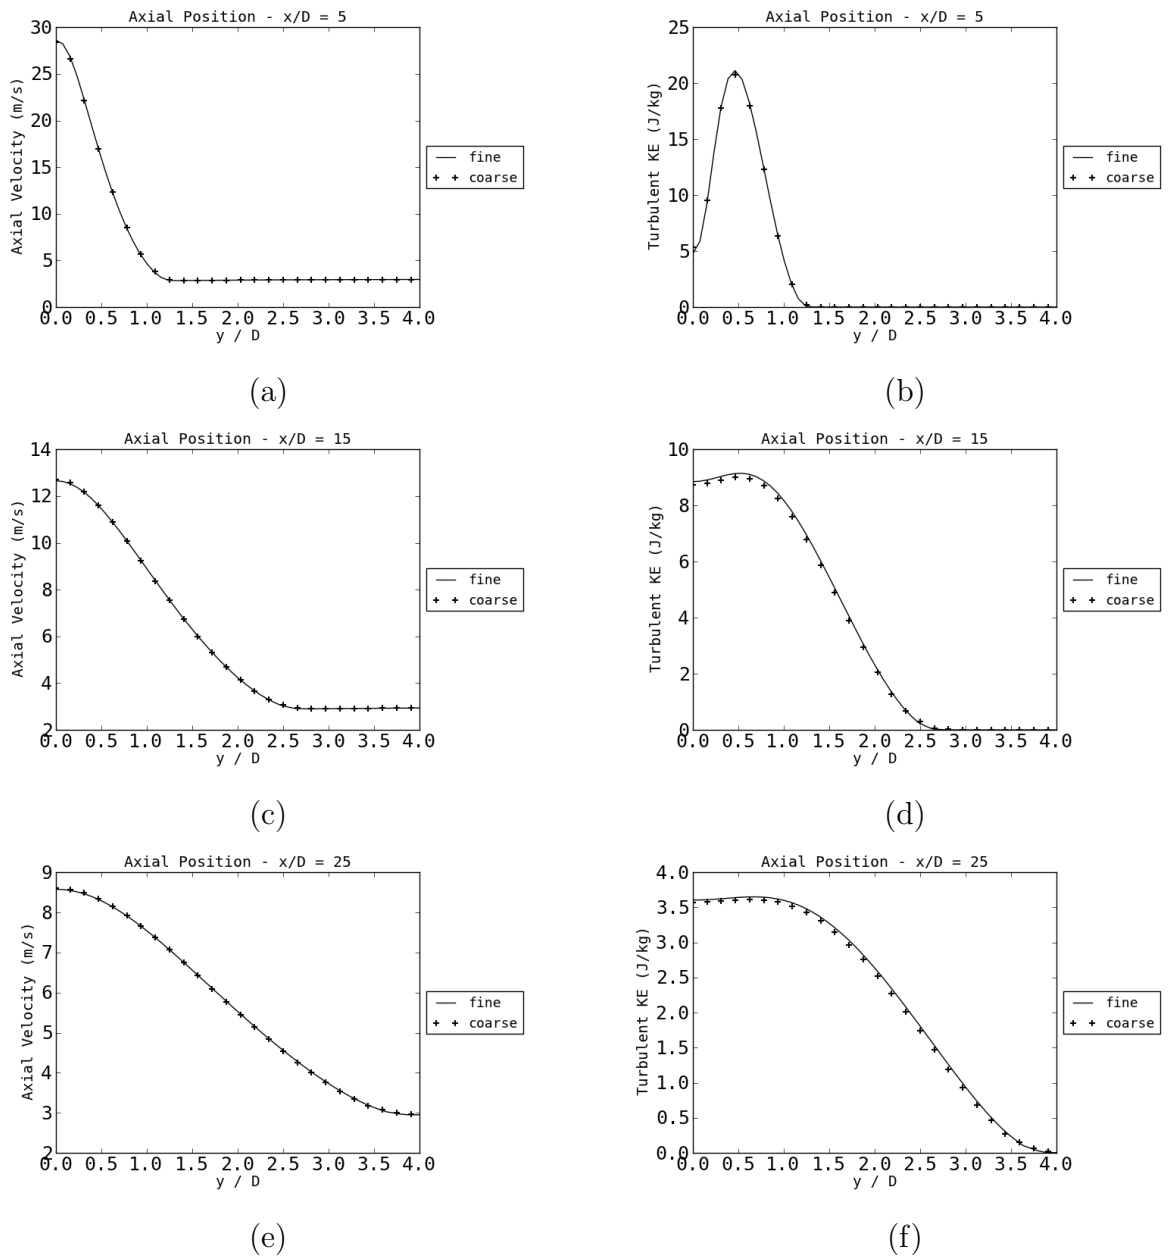 Axial Position - x/D = 5
Axial Velocity (m/s)
30
25
20
15
10
5
0
0.0 0.5 1.0 1.5 2.0 2.5 3.0 3.5 4.0
y / D
fine
coarse
(a)
Axial Position - x/D = 5
Turbulent KE (J/kg)
25
20
15
10
5
0
0.0 0.5 1.0 1.5 2.0 2.5 3.0 3.5 4.0
y / D
fine
coarse
(b)
Axial Position - x/D = 15
Axial Velocity (m/s)
14
12
10
8
6
4
2
0.0 0.5 1.0 1.5 2.0 2.5 3.0 3.5 4.0
y / D
fine
coarse
(c)
Axial Position - x/D = 15
Turbulent KE (J/kg)
10
8
6
4
2
0
0.0 0.5 1.0 1.5 2.0 2.5 3.0 3.5 4.0
y / D
fine
coarse
(d)
Axial Position - x/D = 25
Axial Velocity (m/s)
9
8
7
6
5
4
3
2
0.0 0.5 1.0 1.5 2.0 2.5 3.0 3.5 4.0
y / D
fine
coarse
(e)
Axial Position - x/D = 25
Turbulent KE (J/kg)
4.0
3.5
3.0
2.5
2.0
1.5
1.0
0.5
0.0
0.0 0.5 1.0 1.5 2.0 2.5 3.0 3.5 4.0
y / D
fine
coarse
(f)